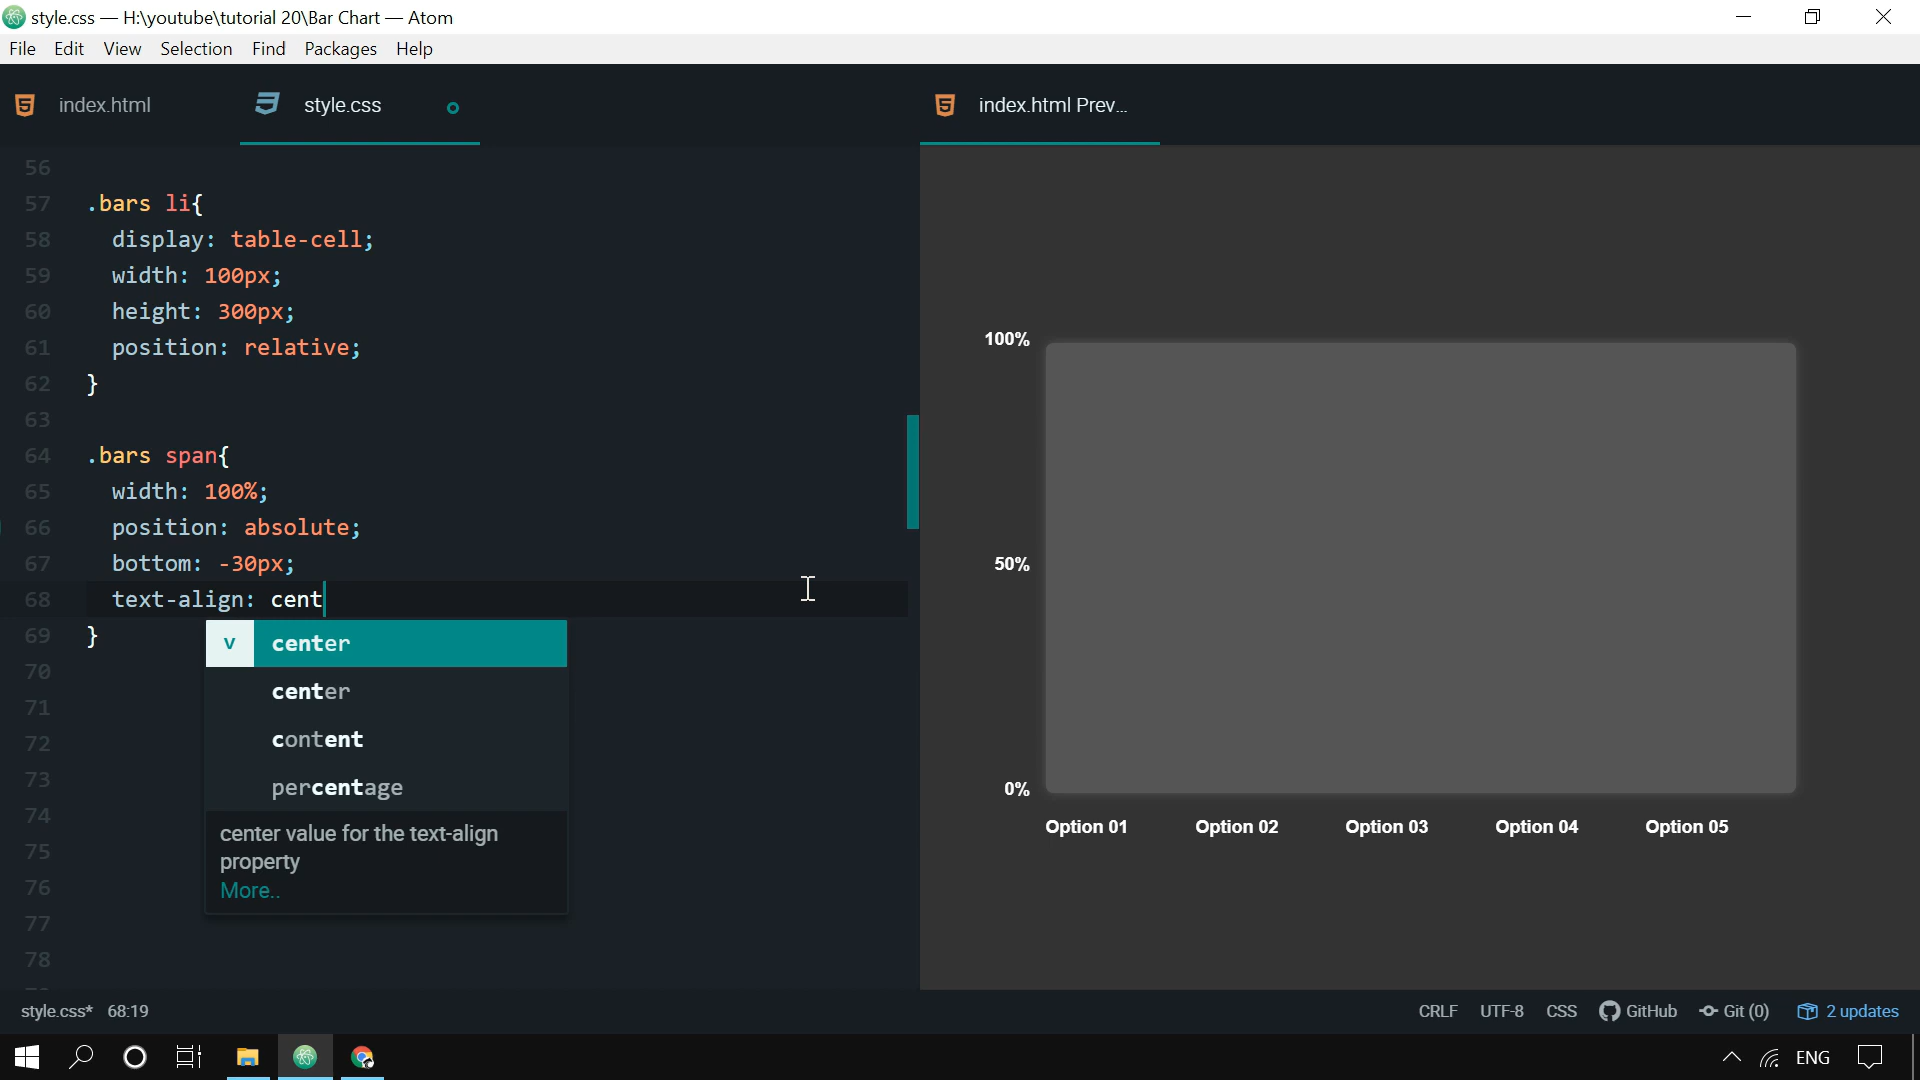 style.css — H:\youtube\tutorial 20\Bar Chart — Atom
File Edit View Selection Find Packages Help
index.html
style.css
index.html Prev...
56
57 .bars li{
58 display: table-cell;
59 width: 100px;
60 height: 300px;
61 position: relative;
62 }
63
64 .bars span{
65 width: 100%;
66 position: absolute;
67 bottom: -30px;
68 text-align: cent
69 }
70
71
72
73
74
75
76
77
78
v center
center
content
percentage
center value for the text-align
property
More..
100%
50%
0%
Option 01 Option 02 Option 03 Option 04 Option 05
style.css* 68:19
CRLF UTF-8 CSS GitHub Git (0) 2 updates
ENG